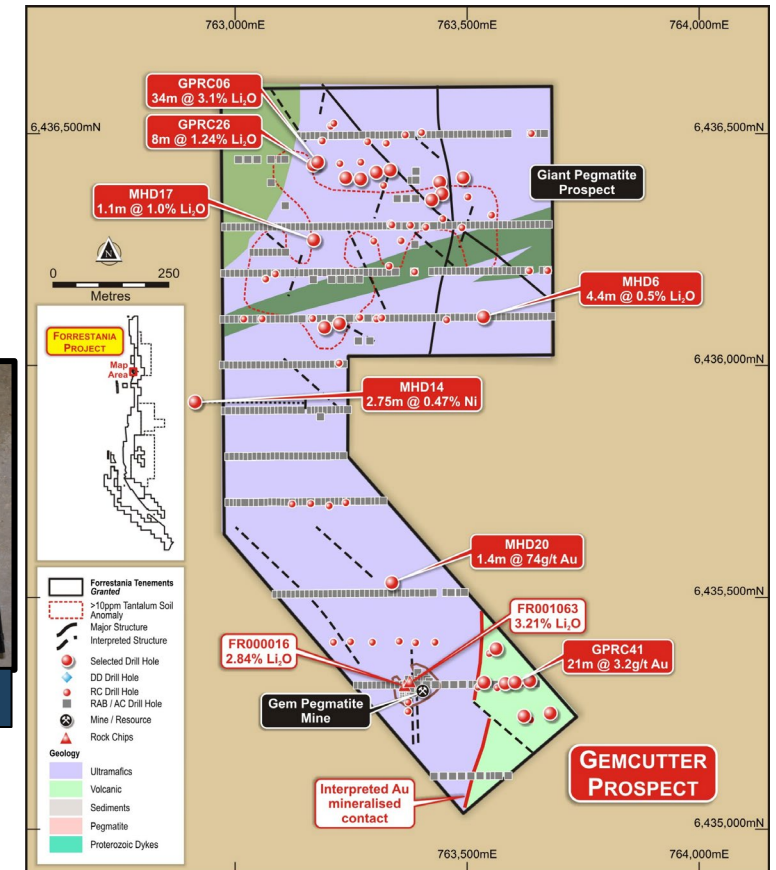 763,000mE
763,500mE
764,000mE
GPRC06
34m @ 3.1% Li₂O
6,436,500mN
6,436,500mN
GPRC26
8m @ 1.24% Li₂O
Giant Pegmatite
Prospect
MHD17
1.1m @ 1.0% Li₂O
N
0
250
Metres
MHD6
4.4m @ 0.5% Li₂O
FORRESTANIA
PROJECT
Map
Area
6,436,000mN
MHD14
2.75m @ 0.47% Ni
MHD20
1.4m @ 74g/t Au
Forrestania Tenements
Granted
>10ppm Tantalum Soil
Anomaly
Major Structure
Interpreted Structure
Selected Drill Hole
DD Drill Hole
RC Drill Hole
RAB / AC Drill Hole
Mine / Resource
Rock Chips
Geology
Ultramafics
Volcanic
Sediments
Pegmatite
Proterozoic Dykes
6,435,500mN
FR001063
3.21% Li₂O
FR000016
2.84% Li₂O
GPRC41
21m @ 3.2g/t Au
Gem Pegmatite
Mine
GEMCUTTER
PROSPECT
Interpreted Au
mineralised
contact
6,435,000mN
763,500mE
764,000mE